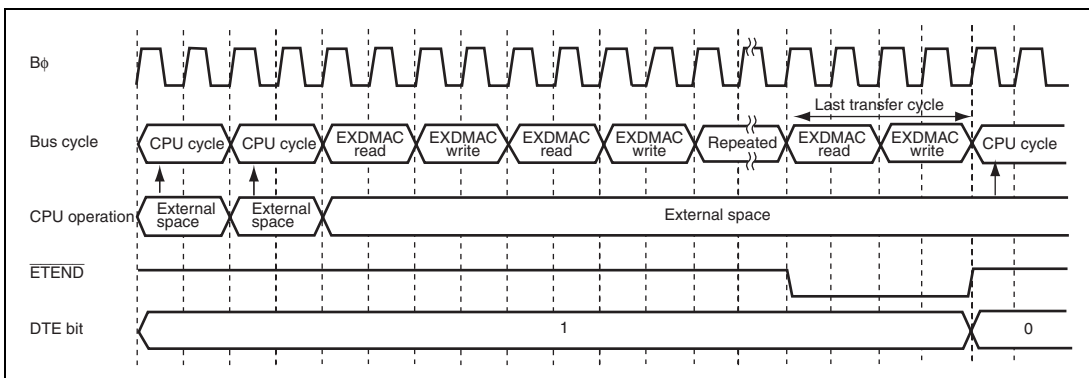 Bϕ
Last transfer cycle
Bus cycle
CPU cycle
CPU cycle
EXDMAC
read
EXDMAC
write
EXDMAC
read
EXDMAC
write
Repeated
EXDMAC
read
EXDMAC
write
CPU cycle
CPU operation
External
space
External
space
External space
ETEND
DTE bit
1
0